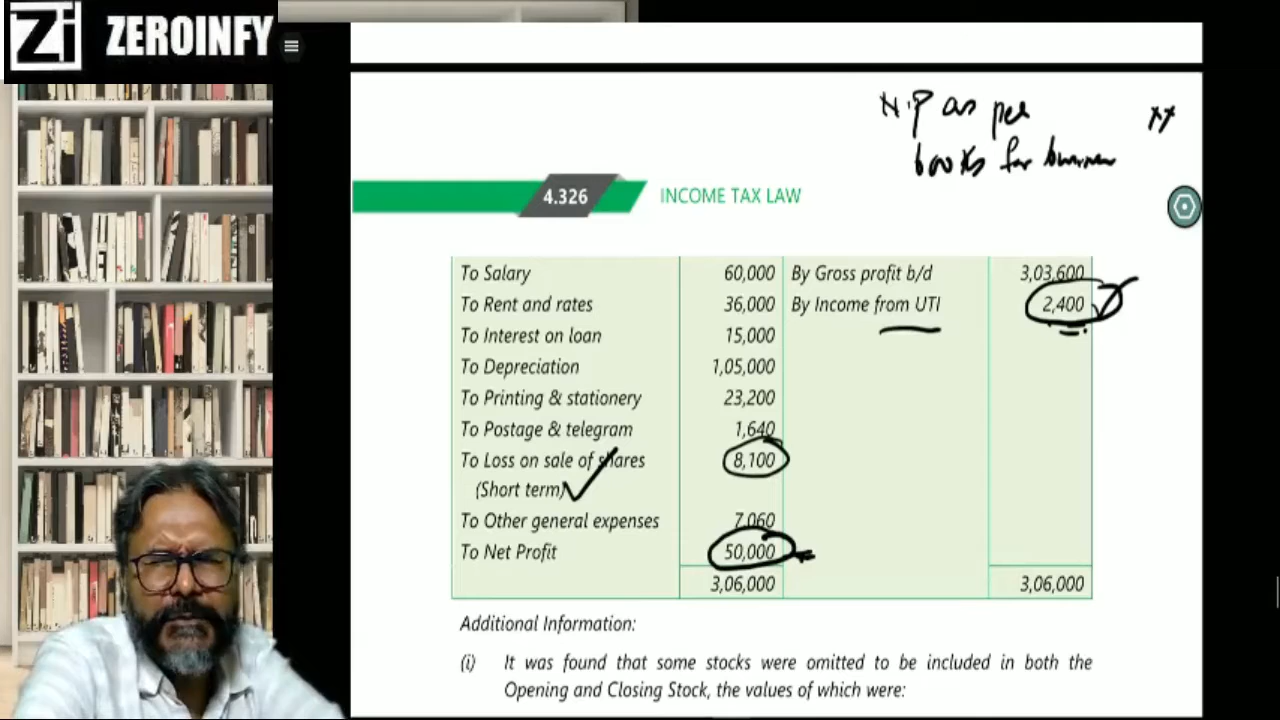 Zi ZEROINFY
N.P as per xx
books for business
4.326 INCOME TAX LAW
To Salary 60,000 By Gross profit b/d 3,03,600
To Rent and rates 36,000 By Income from UTI 2,400
To Interest on loan 15,000
To Depreciation 1,05,000
To Printing & stationery 23,200
To Postage & telegram 1,640
To Loss on sale of shares 8,100
(Short term)
To Other general expenses 7,060
To Net Profit 50,000
3,06,000 3,06,000
Additional Information:
(i) It was found that some stocks were omitted to be included in both the
Opening and Closing Stock, the values of which were: